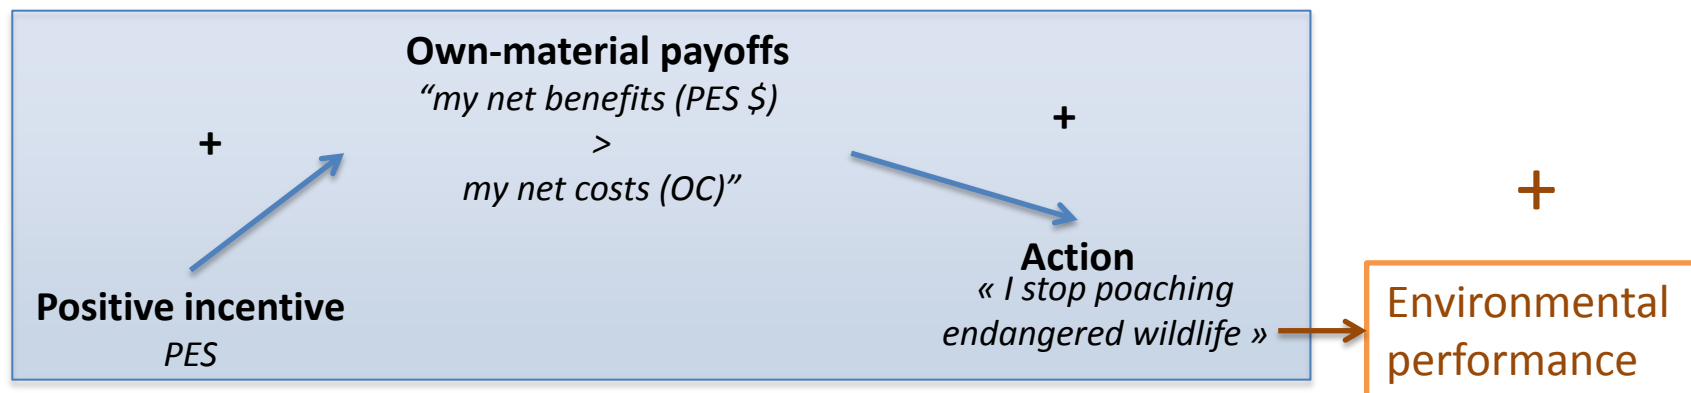 Own-material payoffs
“my net benefits (PES $)
>
my net costs (OC)”
+
+
+
Positive incentive
PES
Action
« I stop poaching
endangered wildlife »
Environmental
performance